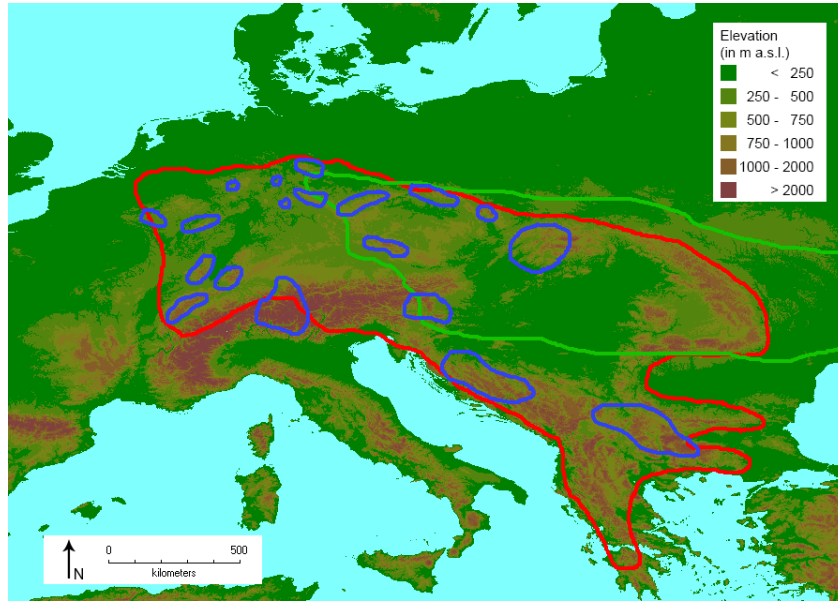 Elevation
(in m a.s.l.)
< 250
250 - 500
500 - 750
750 - 1000
1000 - 2000
> 2000
N
0 500
kilometers